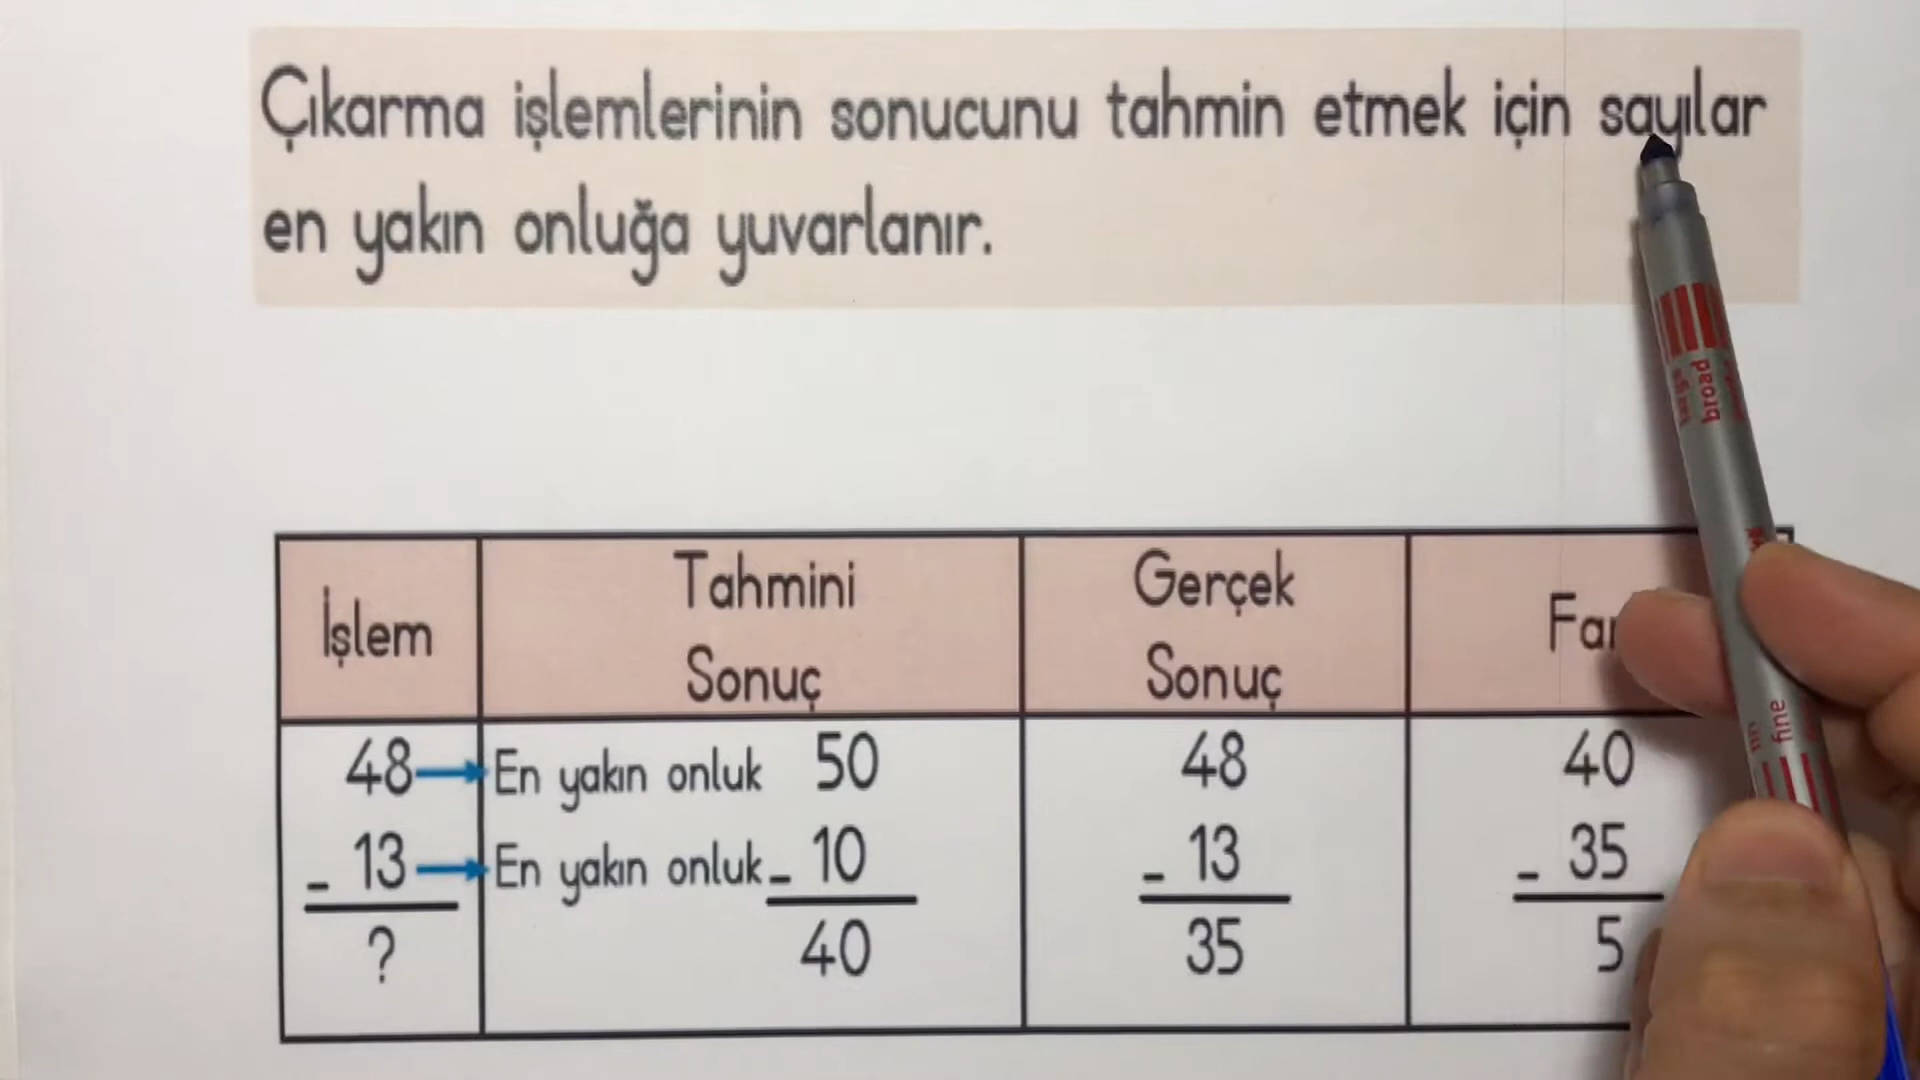 Çıkarma işlemlerinin sonucunu tahmin etmek için sayılar
en yakın onluğa yuvarlanır.
İşlem
Tahmini
Sonuç
Gerçek
Sonuç
48
- 13
?
En yakın onluk 50
En yakın onluk - 10
40
48
- 13
35
40
- 35
5
broad
fine